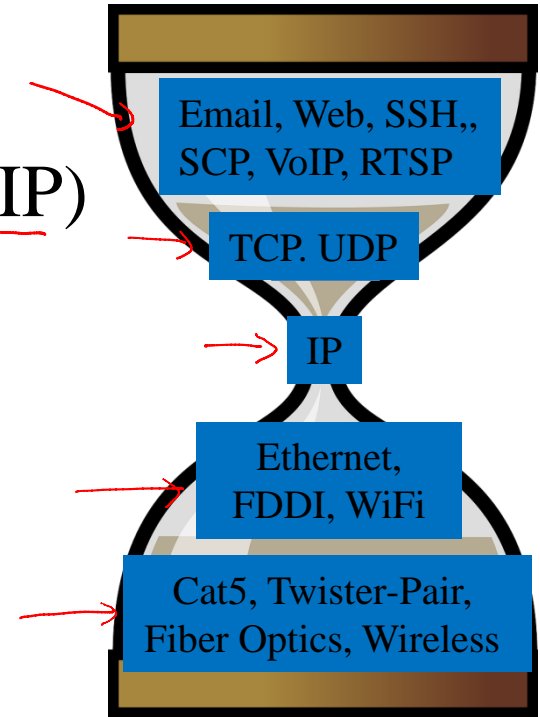 Email, Web, SSH,,
SCP, VoIP, RTSP
IP)
TCP. UDP
IP
Ethernet,
FDDI, WiFi
Cat5, Twister-Pair,
Fiber Optics, Wireless